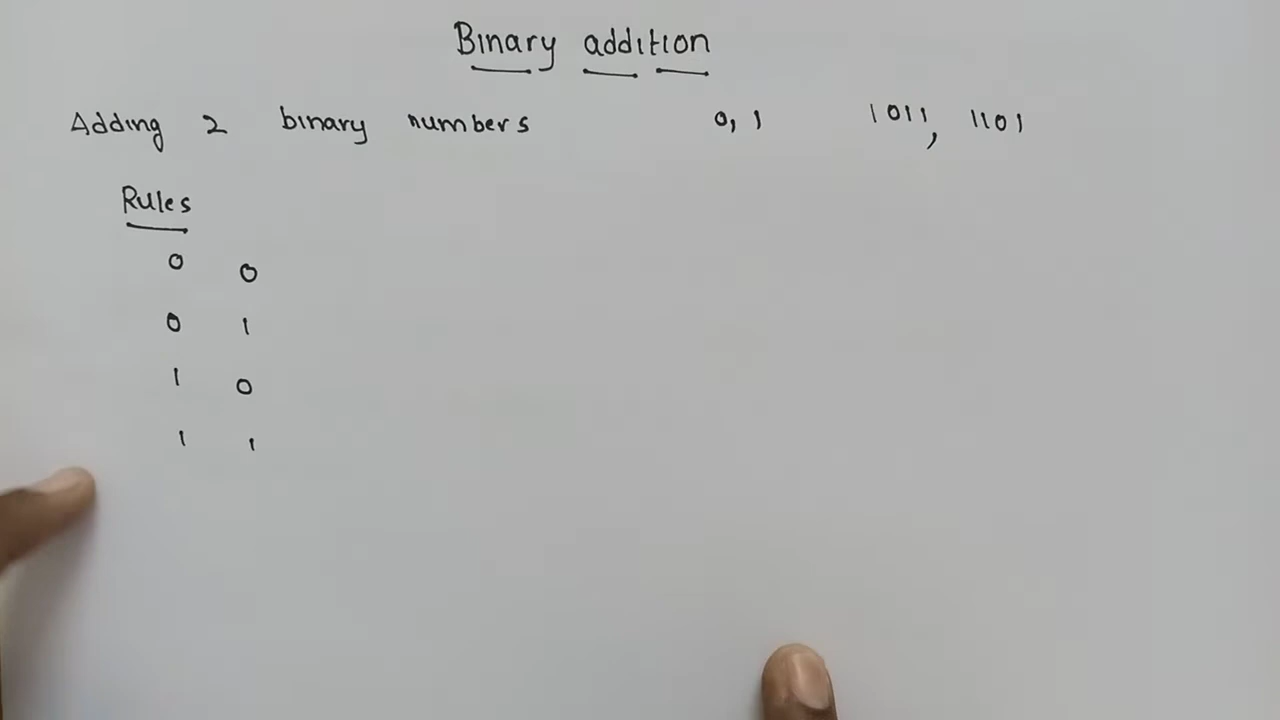 Binary addition
Adding 2 binary numbers 0, 1 1011, 1101
Rules
0 0
0 1
1 0
1 1